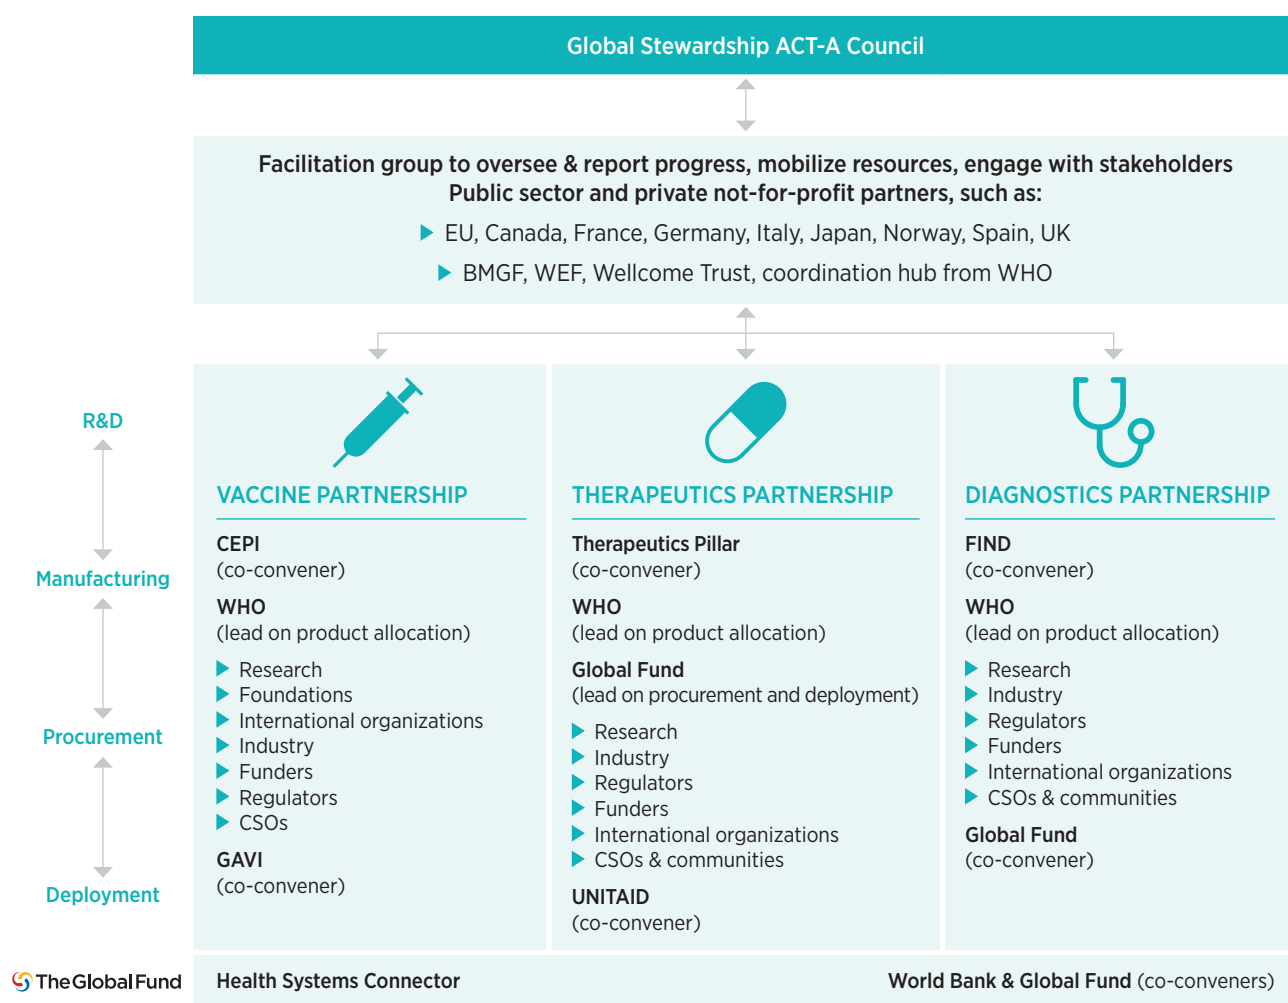 Global Stewardship ACT-A Council
Facilitation group to oversee & report progress, mobilize resources, engage with stakeholders
Public sector and private not-for-profit partners, such as:
EU, Canada, France, Germany, Italy, Japan, Norway, Spain, UK
BMGF, WEF, Wellcome Trust, coordination hub from WHO
R&D
Manufacturing
Procurement
Deployment
VACCINE PARTNERSHIP
CEPI
(co-convener)
WHO
(lead on product allocation)
Research
Foundations
International organizations
Industry
Funders
Regulators
CSOs
GAVI
(co-convener)
THERAPEUTICS PARTNERSHIP
Therapeutics Pillar
(co-convener)
WHO
(lead on product allocation)
Global Fund
(lead on procurement and deployment)
Research
Industry
Regulators
Funders
International organizations
CSOs & communities
UNITAID
(co-convener)
DIAGNOSTICS PARTNERSHIP
FIND
(co-convener)
WHO
(lead on product allocation)
Research
Industry
Regulators
Funders
International organizations
CSOs & communities
Global Fund
(co-convener)
The Global Fund
Health Systems Connector
World Bank & Global Fund (co-conveners)